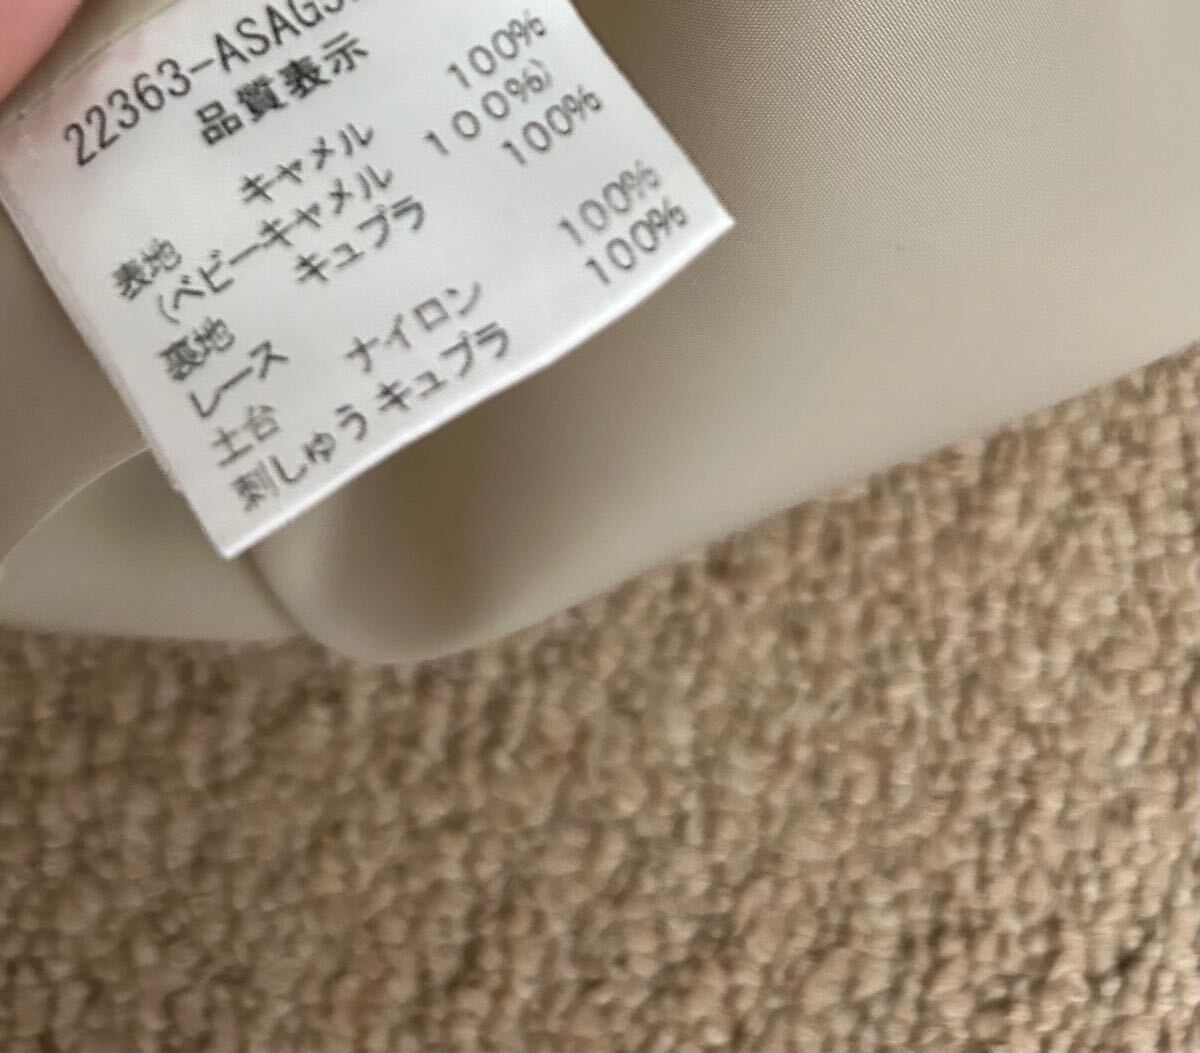 22363-ASAG
品質表示
表地 キャメル 100%
(ベビーキャメル 100%)
裏地 キュプラ 100%
レース
土台 ナイロン 100%
刺しゅう キュプラ 100%